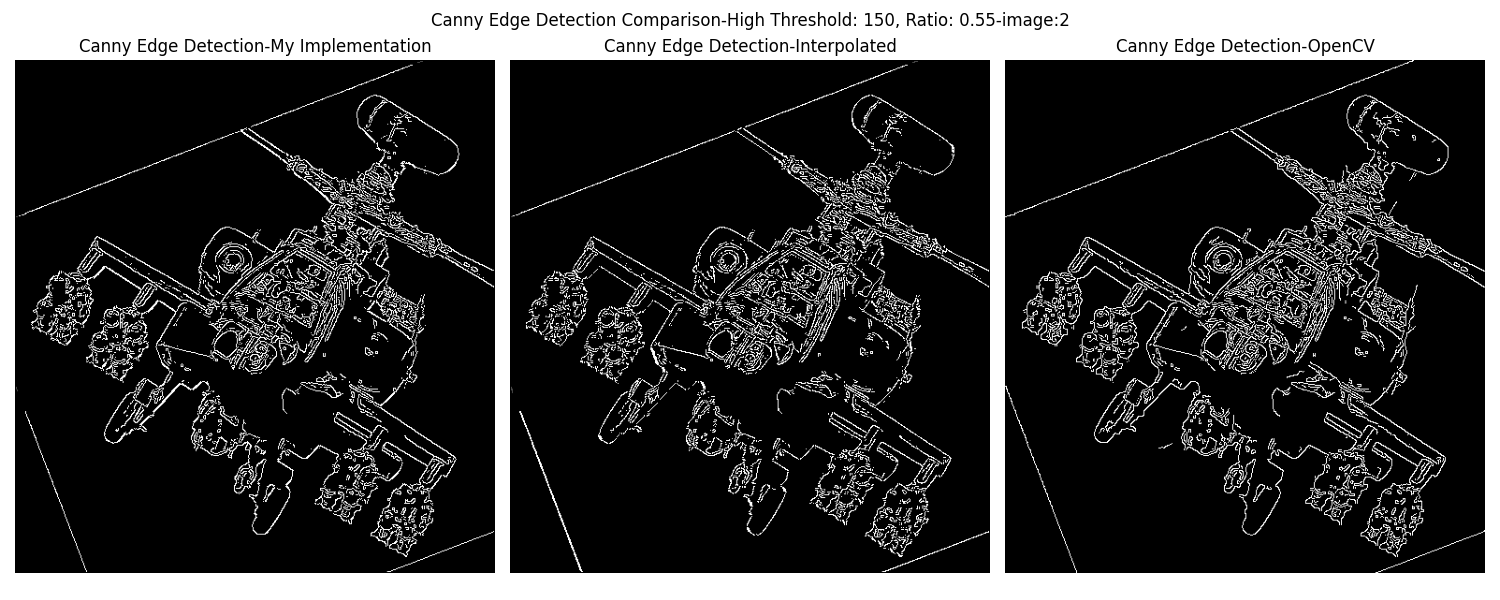 Canny Edge Detection Comparison-High Threshold: 150, Ratio: 0.55-image:2
Canny Edge Detection-My Implementation
Canny Edge Detection-Interpolated
Canny Edge Detection-OpenCV